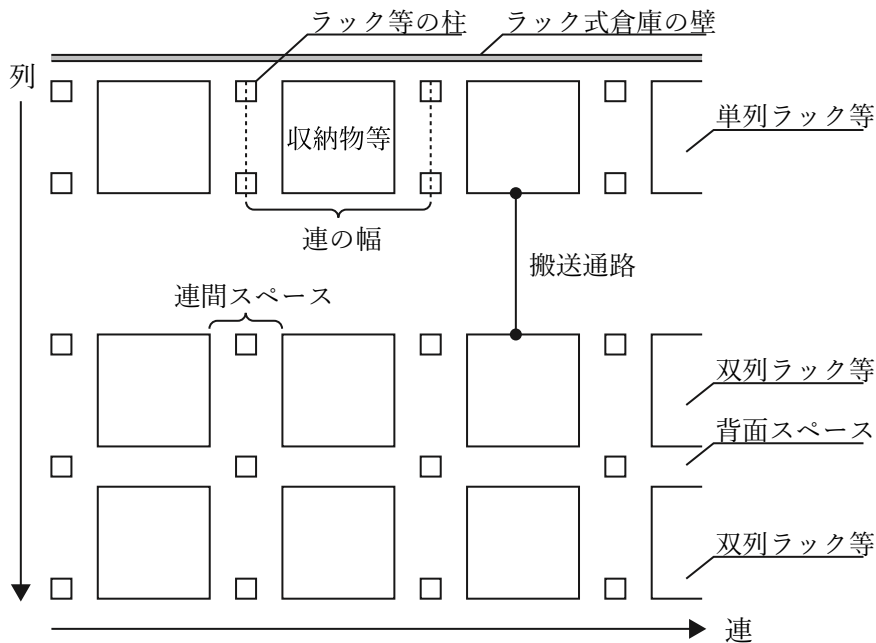 ラック等の柱
ラック式倉庫の壁
列
単列ラック等
収納物等
連の幅
搬送通路
連間スペース
双列ラック等
背面スペース
双列ラック等
連